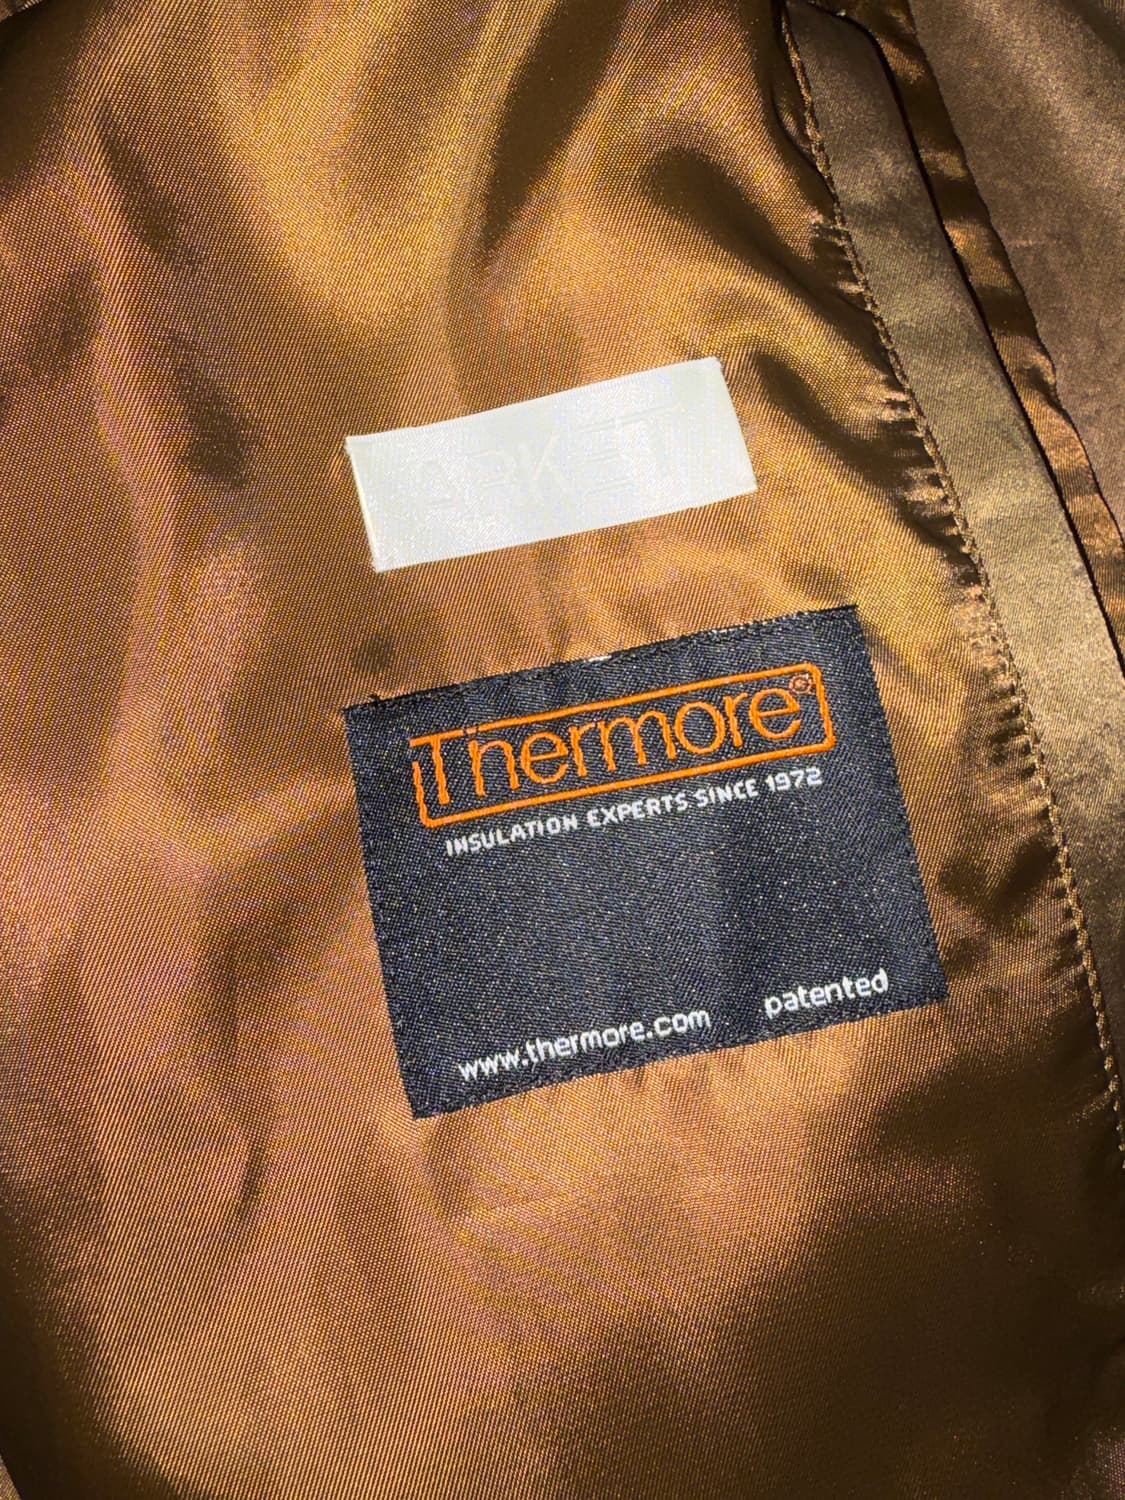 ARKET
Thermore®
INSULATION EXPERTS SINCE 1972
www.thermore.com
patented